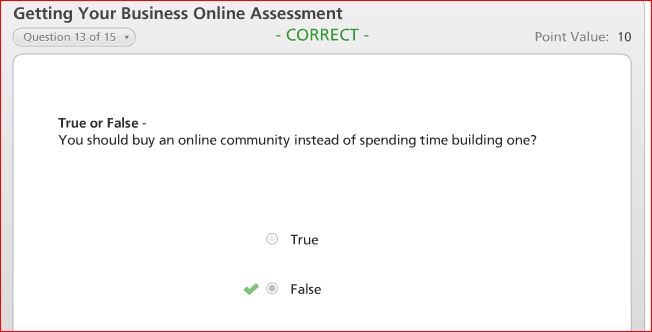 Getting Your Business Online Assessment
Question 13 of 15
- CORRECT -
Point Value: 10
True or False -
You should buy an online community instead of spending time building one?
True
False